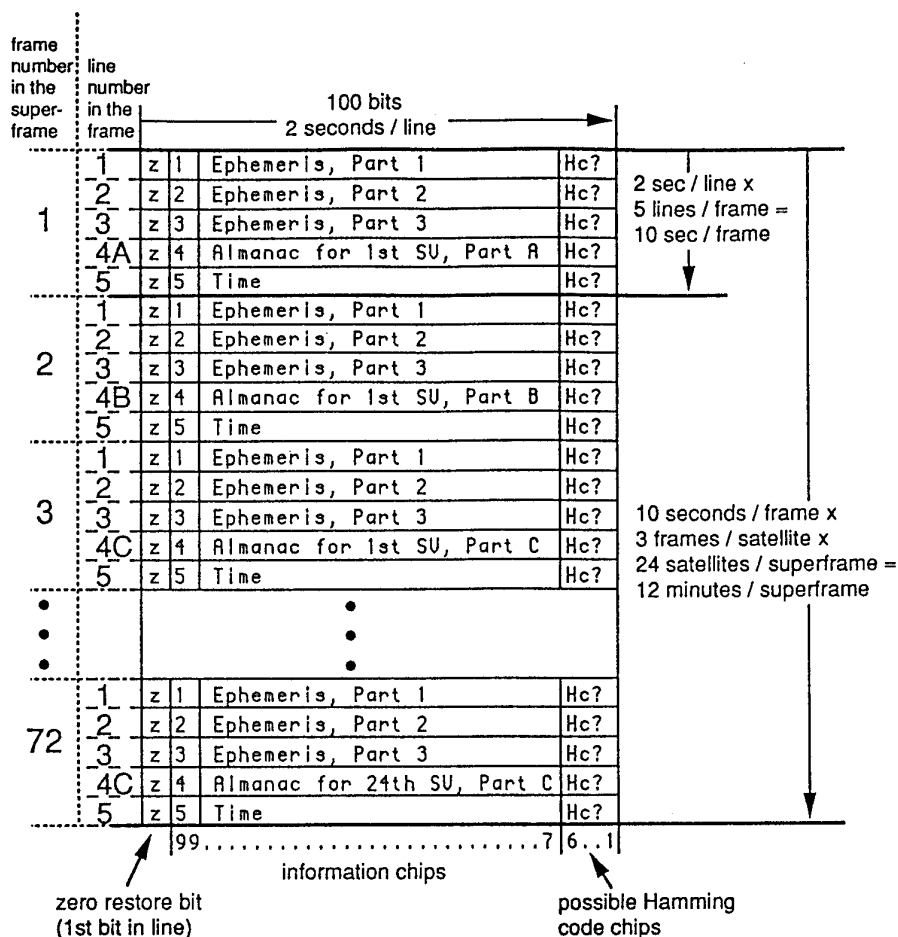 frame
number
in the
super-
frame
line
number
in the
frame
100 bits
2 seconds / line
1
1 z 1 Ephemeris, Part 1 Hc?
2 z 2 Ephemeris, Part 2 Hc?
3 z 3 Ephemeris, Part 3 Hc?
4A z 4 Almanac for 1st SV, Part A Hc?
5 z 5 Time Hc?
2 sec / line x
5 lines / frame =
10 sec / frame
2
1 z 1 Ephemeris, Part 1 Hc?
2 z 2 Ephemeris, Part 2 Hc?
3 z 3 Ephemeris, Part 3 Hc?
4B z 4 Almanac for 1st SV, Part B Hc?
5 z 5 Time Hc?
3
1 z 1 Ephemeris, Part 1 Hc?
2 z 2 Ephemeris, Part 2 Hc?
3 z 3 Ephemeris, Part 3 Hc?
4C z 4 Almanac for 1st SV, Part C Hc?
5 z 5 Time Hc?
10 seconds / frame x
3 frames / satellite x
24 satellites / superframe =
12 minutes / superframe
72
1 z 1 Ephemeris, Part 1 Hc?
2 z 2 Ephemeris, Part 2 Hc?
3 z 3 Ephemeris, Part 3 Hc?
4C z 4 Almanac for 24th SV, Part C Hc?
5 z 5 Time Hc?
99..............................7 6..1
information chips
zero restore bit
(1st bit in line)
possible Hamming
code chips